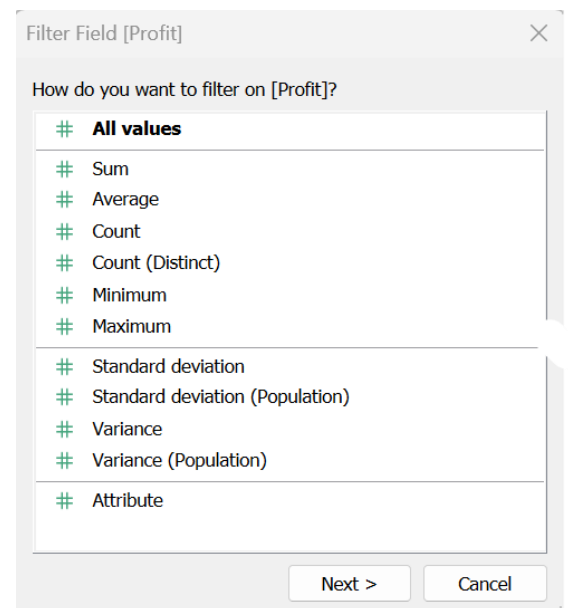 Filter Field [Profit]
How do you want to filter on [Profit]?
All values
Sum
Average
Count
Count (Distinct)
Minimum
Maximum
Standard deviation
Standard deviation (Population)
Variance
Variance (Population)
Attribute
Next > Cancel